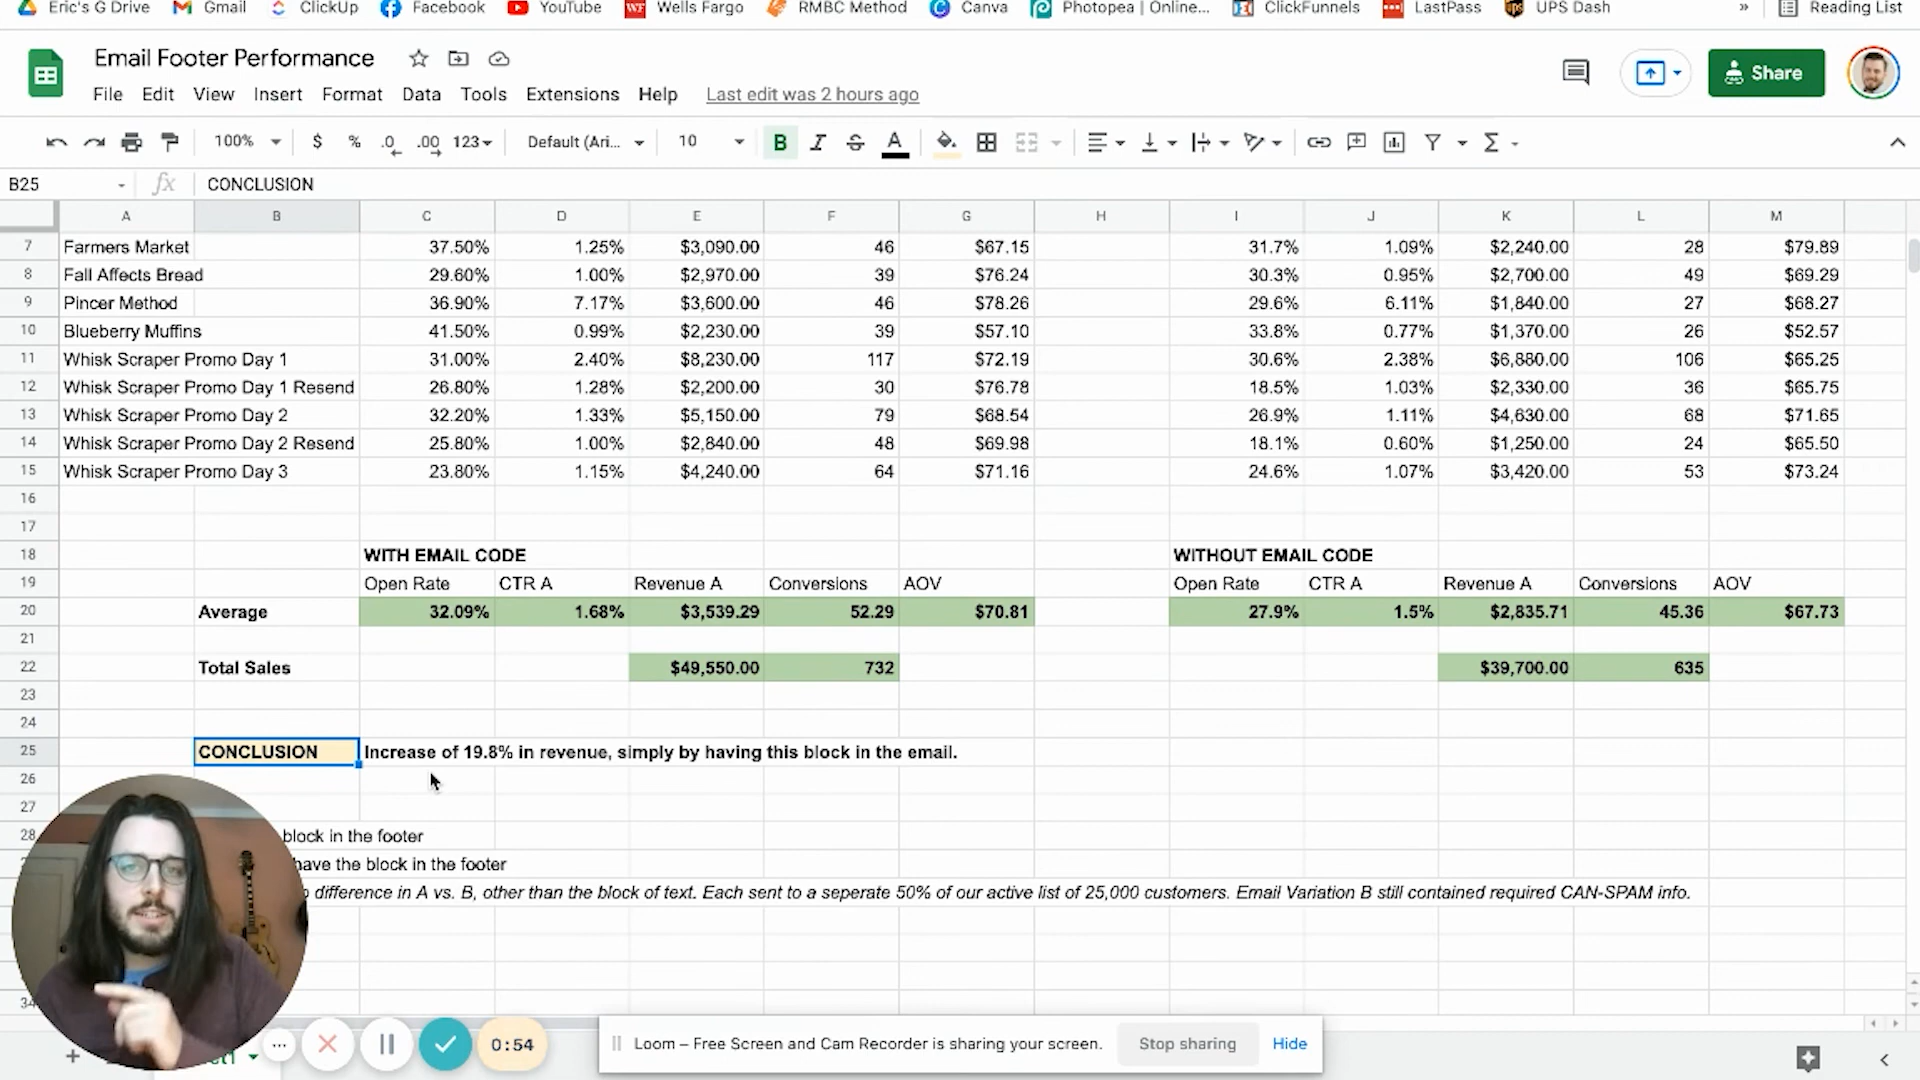 Eric's G Drive Gmail ClickUp Facebook YouTube WF Wells Fargo RMBC Method Canva Photopea | Online... ClickFunnels LastPass ups UPS Dash » Reading List
Email Footer Performance
Share
File Edit View Insert Format Data Tools Extensions Help Last edit was 2 hours ago
100% $ % .0 .00 123 Default (Ari... 10 B I S A Σ
B25 fx CONCLUSION
A B C D E F G H I J K L M
7 Farmers Market 37.50% 1.25% $3,090.00 46 $67.15 31.7% 1.09% $2,240.00 28 $79.89
8 Fall Affects Bread 29.60% 1.00% $2,970.00 39 $76.24 30.3% 0.95% $2,700.00 49 $69.29
9 Pincer Method 36.90% 7.17% $3,600.00 46 $78.26 29.6% 6.11% $1,840.00 27 $68.27
10 Blueberry Muffins 41.50% 0.99% $2,230.00 39 $57.10 33.8% 0.77% $1,370.00 26 $52.57
11 Whisk Scraper Promo Day 1 31.00% 2.40% $8,230.00 117 $72.19 30.6% 2.38% $6,880.00 106 $65.25
12 Whisk Scraper Promo Day 1 Resend 26.80% 1.28% $2,200.00 30 $76.78 18.5% 1.03% $2,330.00 36 $65.75
13 Whisk Scraper Promo Day 2 32.20% 1.33% $5,150.00 79 $68.54 26.9% 1.11% $4,630.00 68 $71.65
14 Whisk Scraper Promo Day 2 Resend 25.80% 1.00% $2,840.00 48 $69.98 18.1% 0.60% $1,250.00 24 $65.50
15 Whisk Scraper Promo Day 3 23.80% 1.15% $4,240.00 64 $71.16 24.6% 1.07% $3,420.00 53 $73.24
16
17
18 WITH EMAIL CODE WITHOUT EMAIL CODE
19 Open Rate CTR A Revenue A Conversions AOV Open Rate CTR A Revenue A Conversions AOV
20 Average 32.09% 1.68% $3,539.29 52.29 $70.81 27.9% 1.5% $2,835.71 45.36 $67.73
21
22 Total Sales $49,550.00 732 $39,700.00 635
23
24
25 CONCLUSION Increase of 19.8% in revenue, simply by having this block in the email.
26
27
28 block in the footer
have the block in the footer
difference in A vs. B, other than the block of text. Each sent to a seperate 50% of our active list of 25,000 customers. Email Variation B still contained required CAN-SPAM info.
34
0:54 Loom – Free Screen and Cam Recorder is sharing your screen. Stop sharing Hide